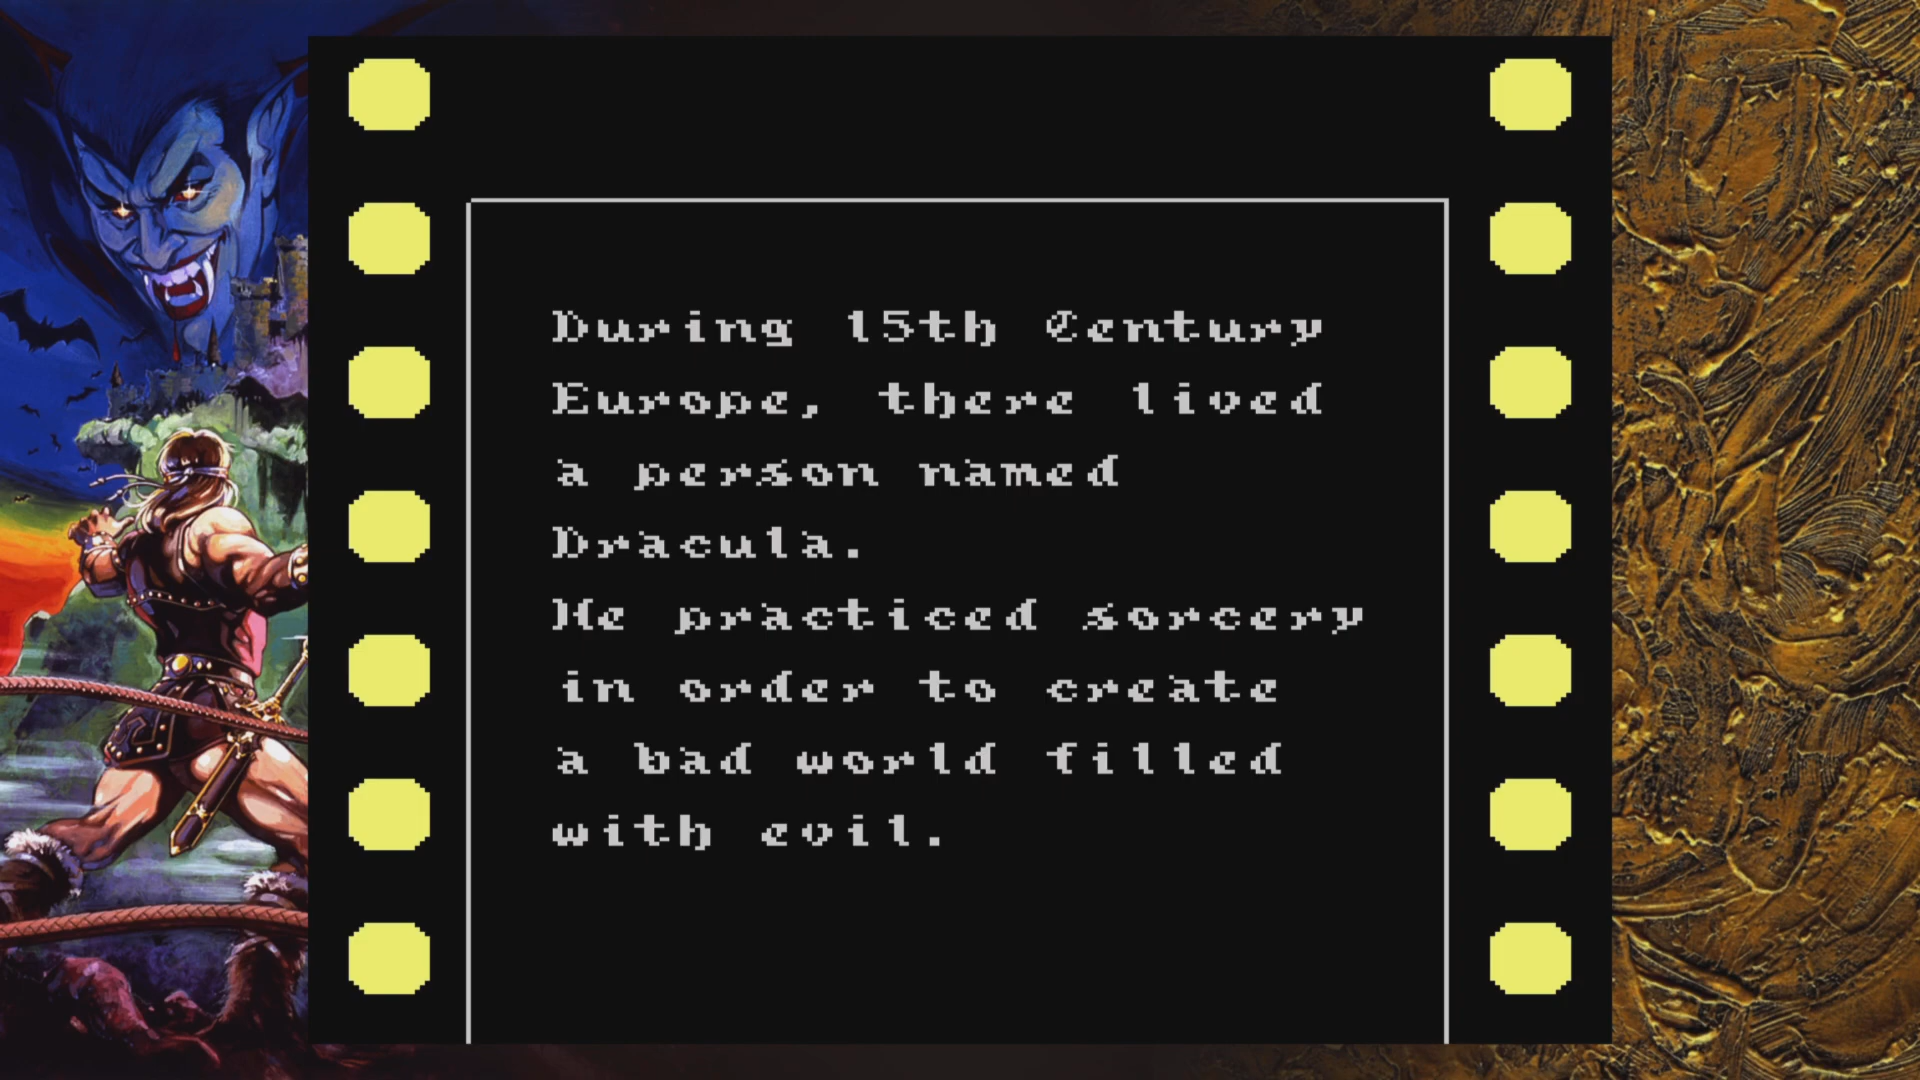 During 15th Century
Europe, there lived
a person named
Dracula.
He practiced sorcery
in order to create
a bad world filled
with evil.